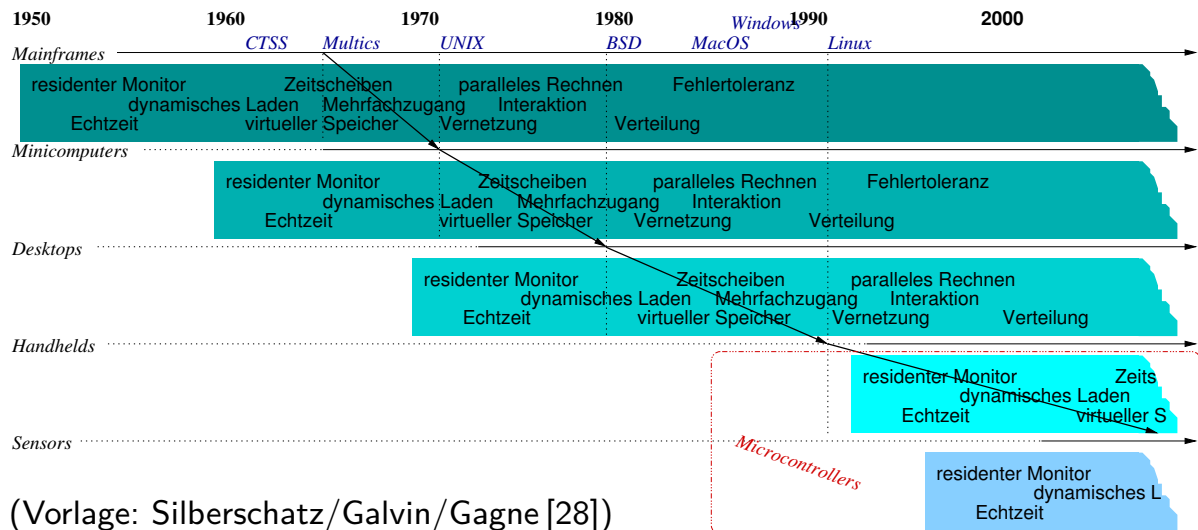 1950 1960 1970 1980 1990 2000
Windows
CTSS Multics UNIX BSD MacOS Linux
Mainframes
residenter Monitor Zeitscheiben paralleles Rechnen Fehlertoleranz
dynamisches Laden Mehrfachzugang Interaktion
Echtzeit virtueller Speicher Vernetzung Verteilung
Minicomputers
residenter Monitor Zeitscheiben paralleles Rechnen Fehlertoleranz
dynamisches Laden Mehrfachzugang Interaktion
Echtzeit virtueller Speicher Vernetzung Verteilung
Desktops
residenter Monitor Zeitscheiben paralleles Rechnen
dynamisches Laden Mehrfachzugang Interaktion
Echtzeit virtueller Speicher Vernetzung Verteilung
Handhelds
residenter Monitor Zeits
dynamisches Laden
Echtzeit virtueller S
Sensors
Microcontrollers
residenter Monitor
dynamisches L
Echtzeit
(Vorlage: Silberschatz/Galvin/Gagne [28])